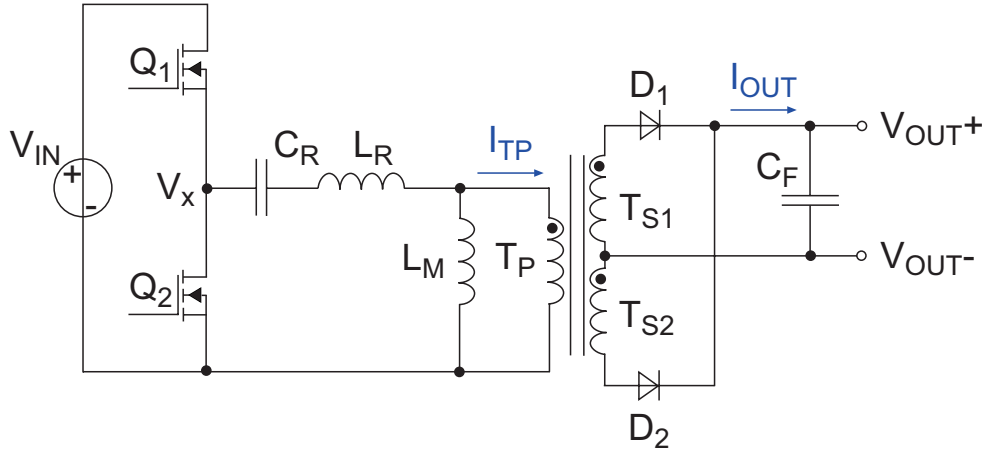 Q1
VIN
+
-
Vx
CR
LR
ITP
LM
TP
Q2
D1
IOUT
VOUT+
TS1
CF
VOUT-
TS2
D2